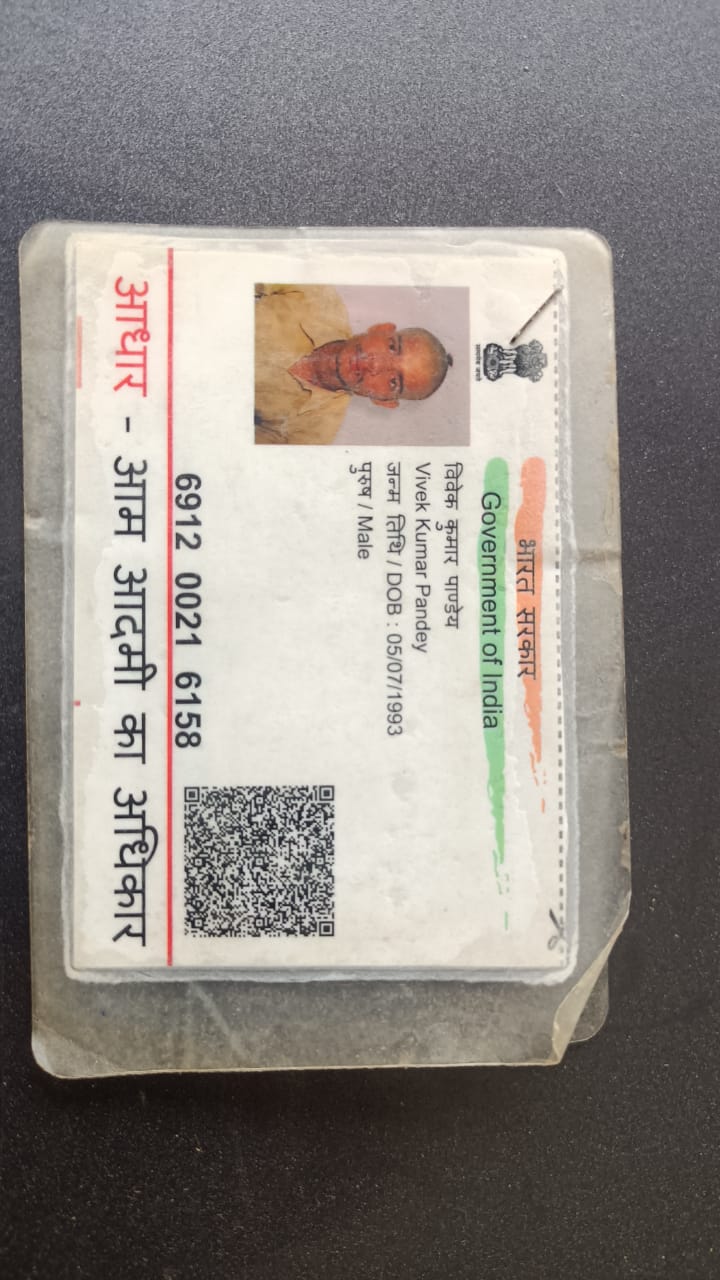 भारत सरकार
Government of India
विवेक कुमार पाण्डेय
Vivek Kumar Pandey
जन्म तिथि / DOB : 05/07/1993
पुरुष / Male
6912 0021 6158
आधार - आम आदमी का अधिकार